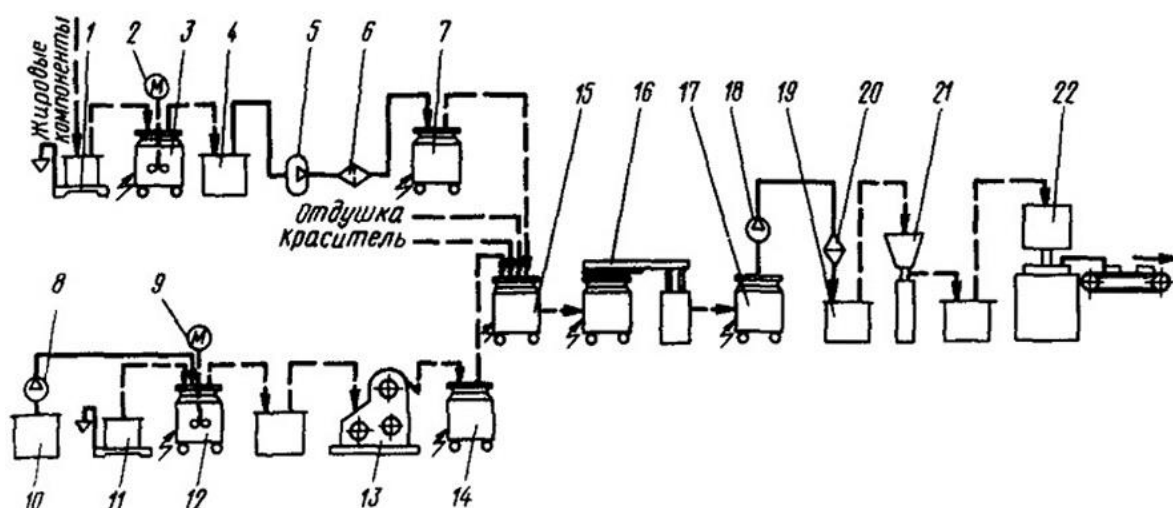 1 2 3 4 5 6 7
Жировые
компоненты
15 16 17 18 19 20 21 22
Отдушка
Краситель
8 9
М
М
10 11 12 13 14